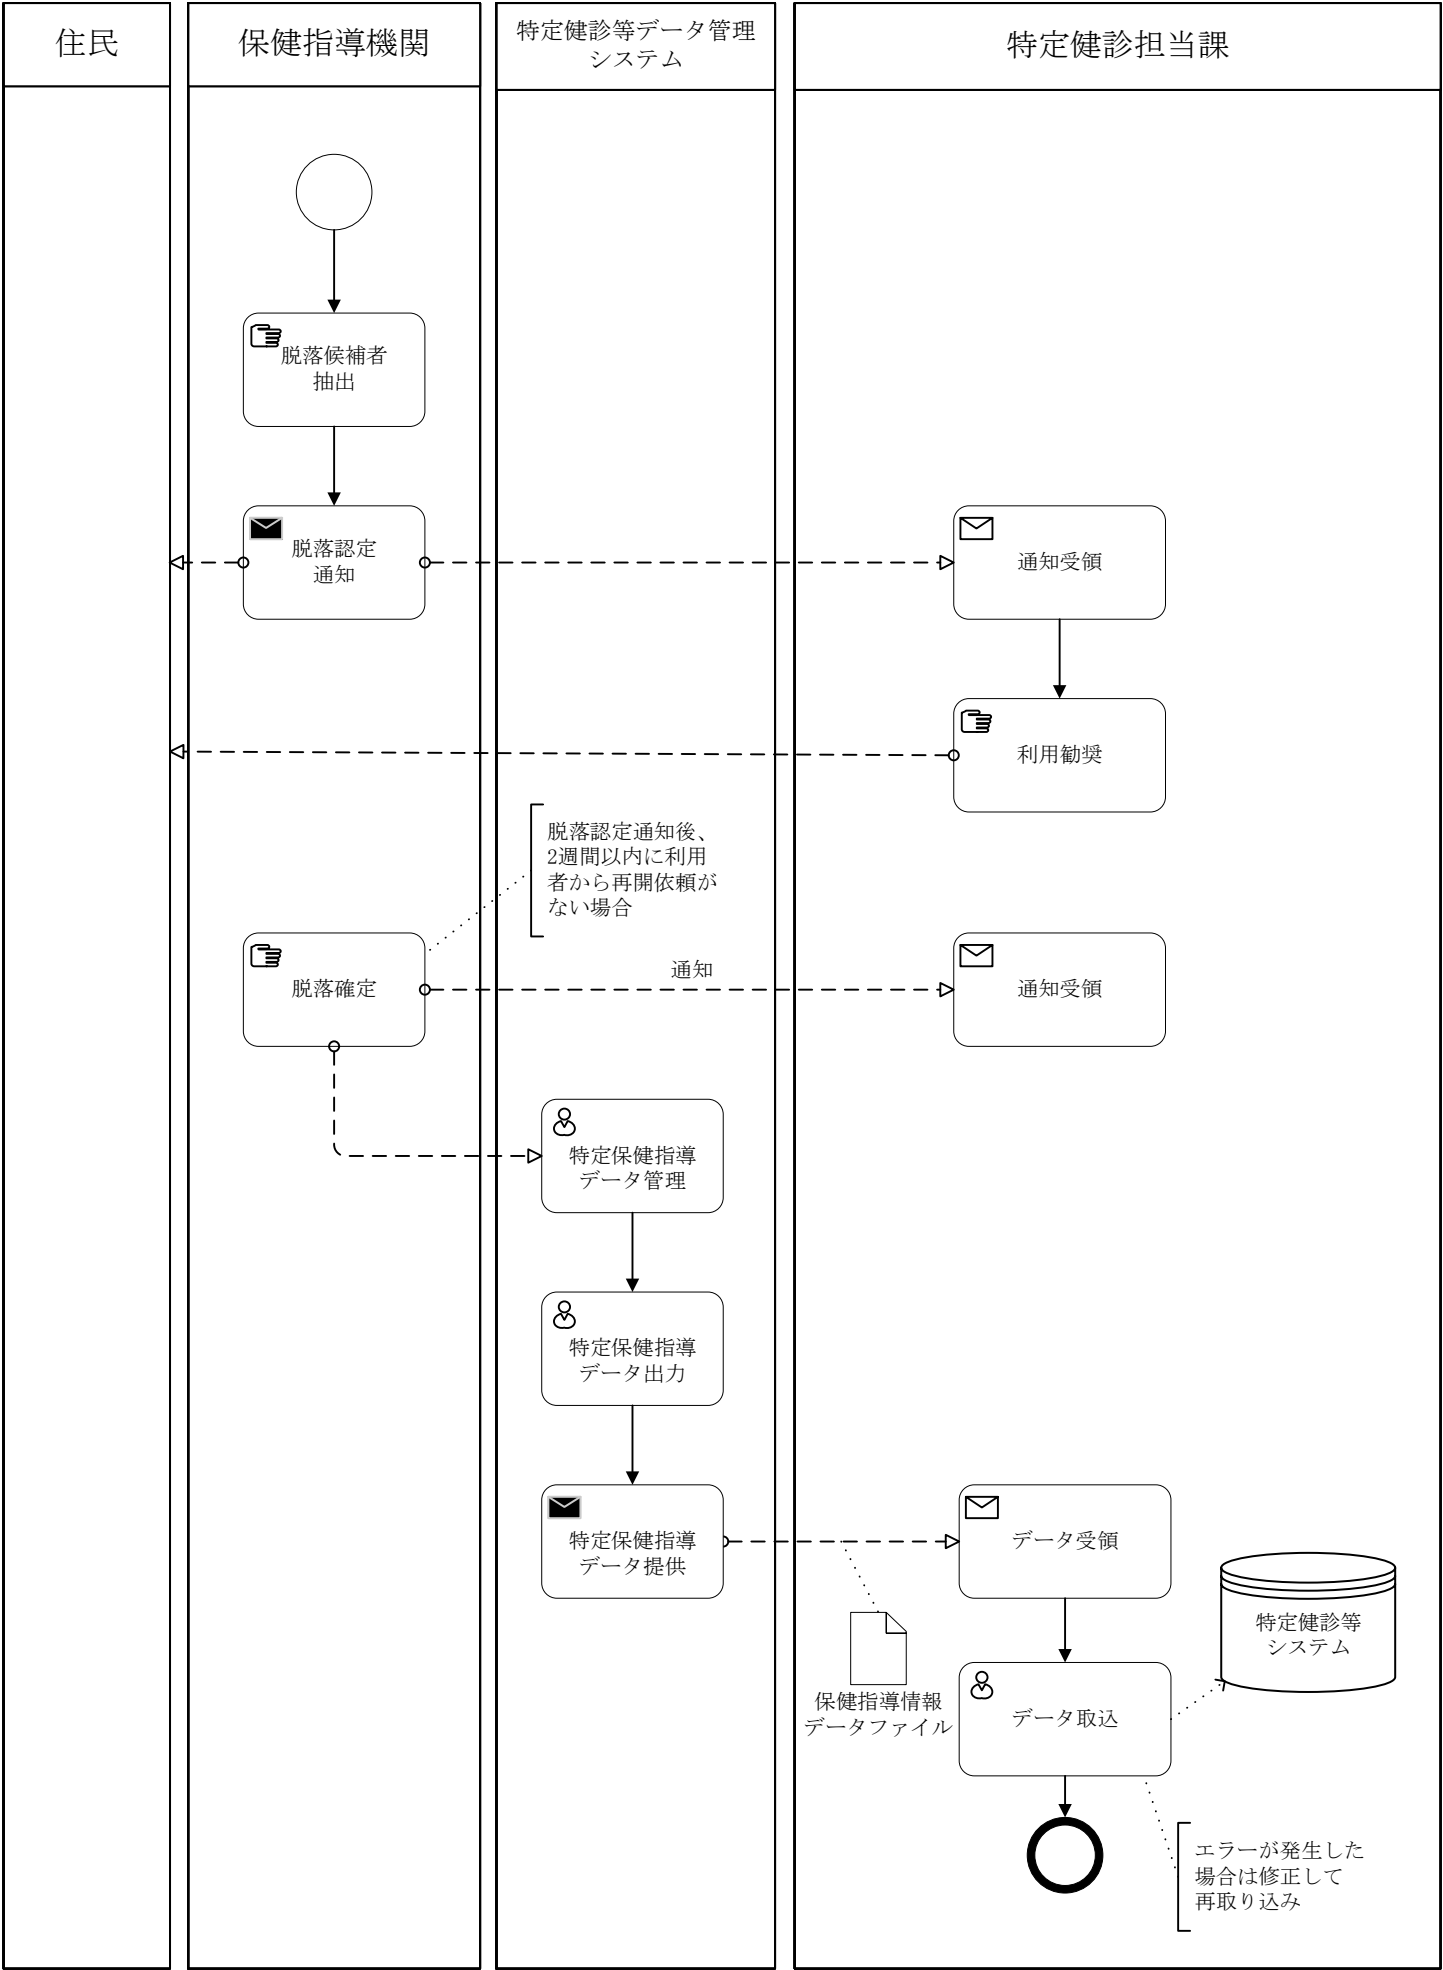 住民
保健指導機関
特定健診等データ管理
システム
特定健診担当課
脱落候補者
抽出
脱落認定
通知
通知受領
利用勧奨
脱落認定通知後、
2週間以内に利用
者から再開依頼が
ない場合
脱落確定
通知
通知受領
特定保健指導
データ管理
特定保健指導
データ出力
特定保健指導
データ提供
データ受領
特定健診等
システム
保健指導情報
データファイル
データ取込
エラーが発生した
場合は修正して
再取り込み